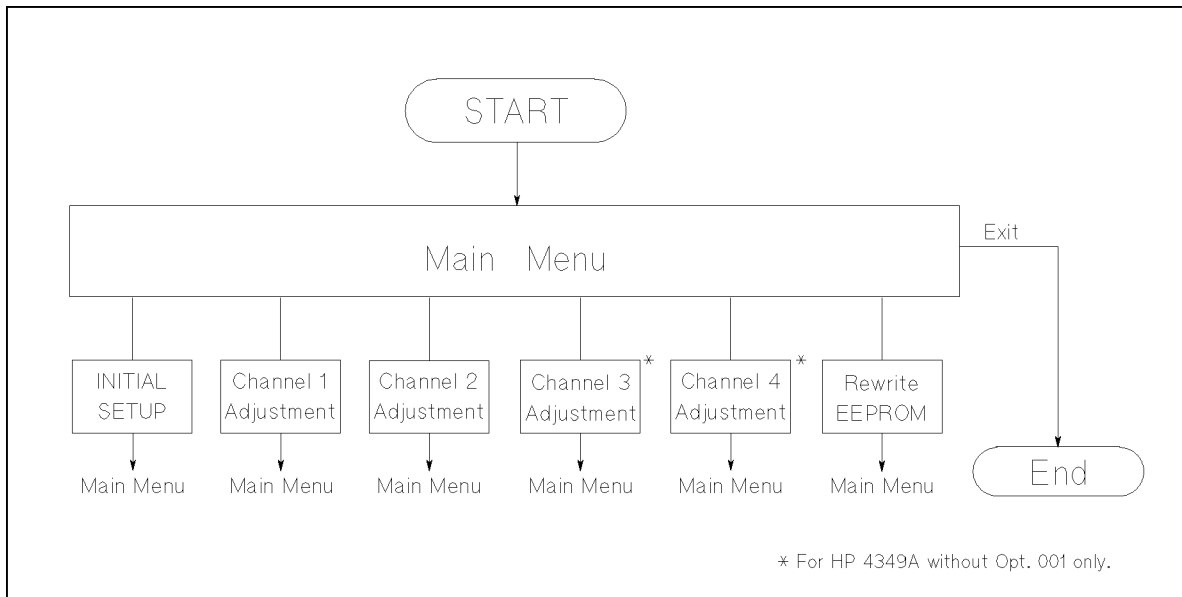 START
Exit
Main Menu
INITIAL
SETUP
Channel 1
Adjustment
Channel 2
Adjustment
*
Channel 3
Adjustment
*
Channel 4
Adjustment
Rewrite
EEPROM
Main Menu
Main Menu
Main Menu
Main Menu
Main Menu
Main Menu
End
* For HP 4349A without Opt. 001 only.